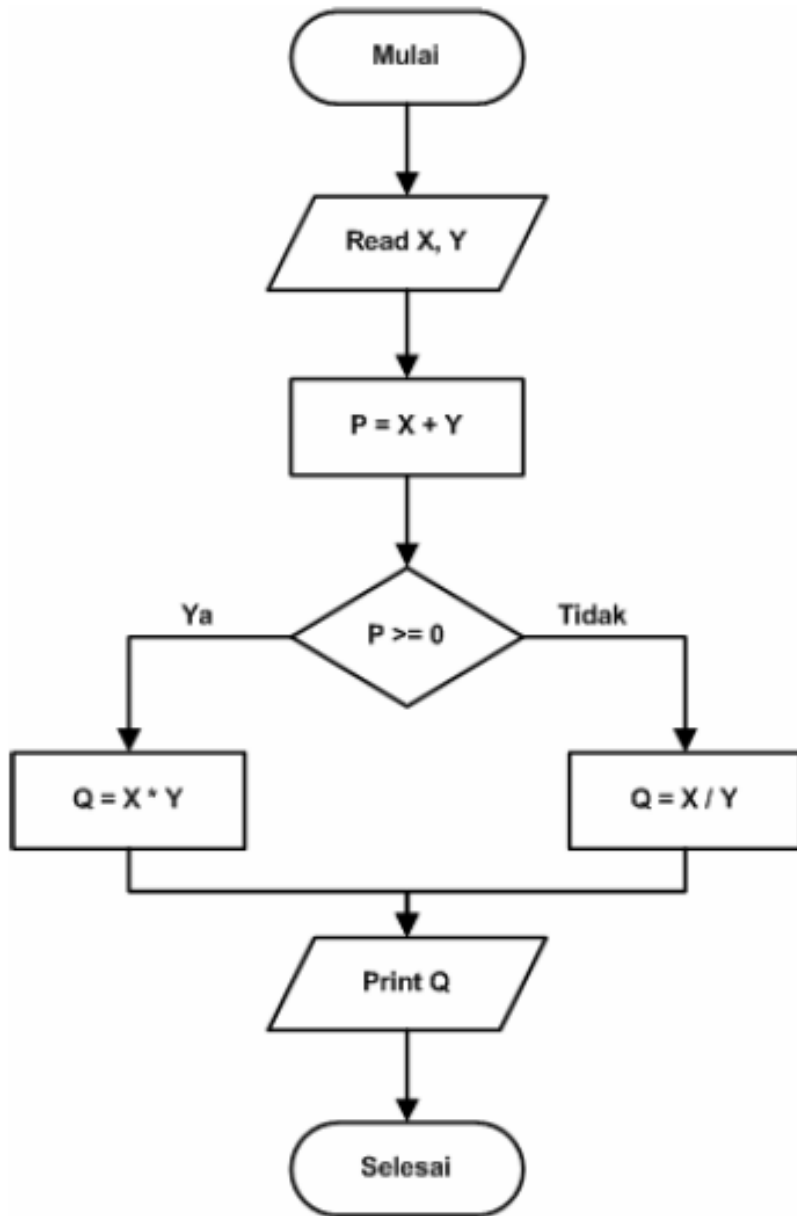 Mulai
Read X, Y
P = X + Y
Ya
P >= 0
Tidak
Q = X * Y
Q = X / Y
Print Q
Selesai